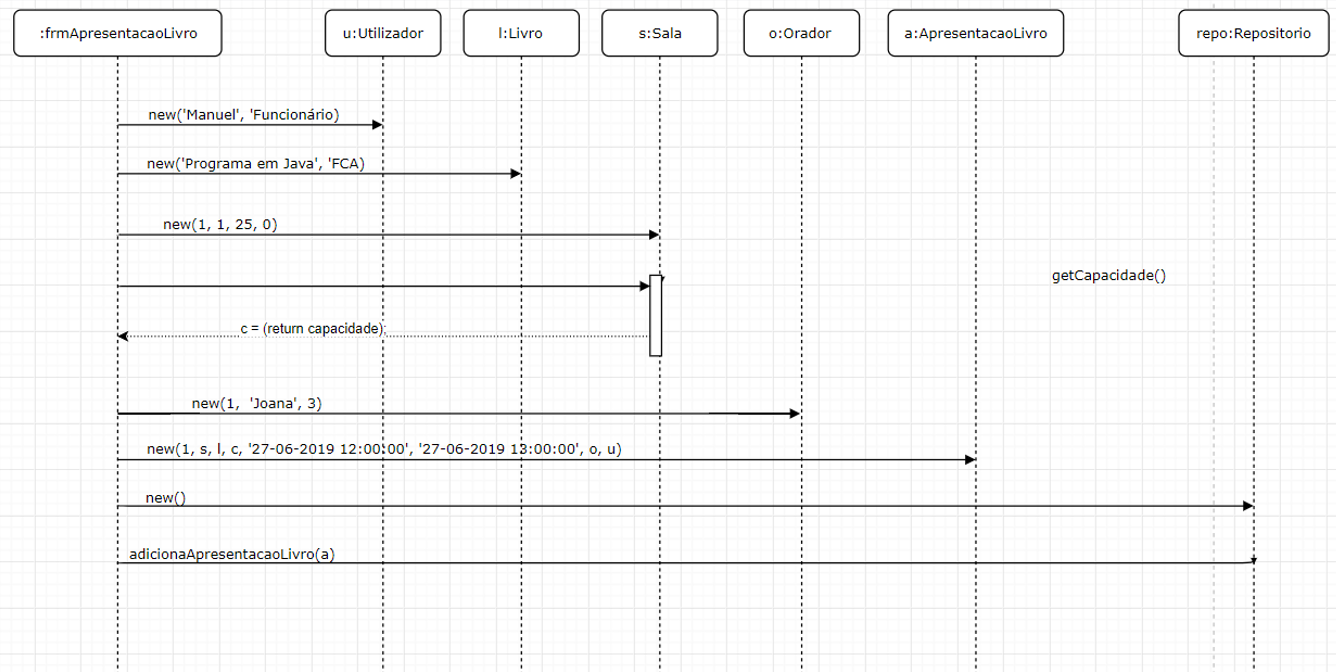 :frmApresentacaoLivro
u:Utilizador
l:Livro
s:Sala
o:Orador
a:ApresentacaoLivro
repo:Repositorio
new('Manuel', 'Funcionário)
new('Programa em Java', 'FCA)
new(1, 1, 25, 0)
getCapacidade()
c = (return capacidade);
new(1, 'Joana', 3)
new(1, s, l, c, '27-06-2019 12:00:00', '27-06-2019 13:00:00', o, u)
new()
adicionaApresentacaoLivro(a)